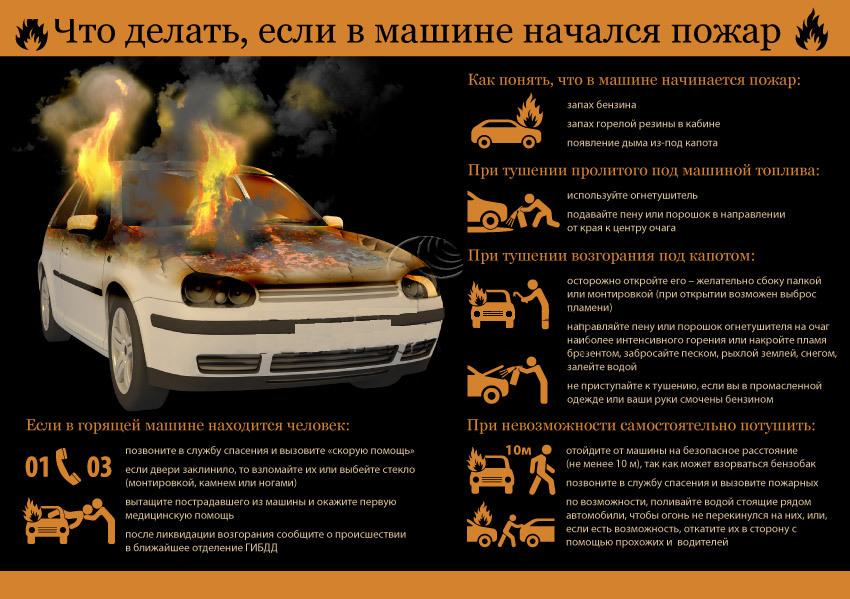 Что делать, если в машине начался пожар
Как понять, что в машине начинается пожар:
запах бензина
запах горелой резины в кабине
появление дыма из-под капота
При тушении пролитого под машиной топлива:
используйте огнетушитель
подавайте пену или порошок в направлении
от края к центру очага
При тушении возгорания под капотом:
осторожно откройте его – желательно сбоку палкой
или монтировкой (при открытии возможен выброс
пламени)
направляйте пену или порошок огнетушителя на очаг
наиболее интенсивного горения или накройте пламя
брезентом, забросайте песком, рыхлой землей, снегом,
залейте водой
не приступайте к тушению, если вы в промасленной
одежде или ваши руки смочены бензином
Если в горящей машине находится человек:
01 03
позвоните в службу спасения и вызовите «скорую помощь»
если двери заклинило, то взломайте их или выбейте стекло
(монтировкой, камнем или ногами)
вытащите пострадавшего из машины и окажите первую
медицинскую помощь
после ликвидации возгорания сообщите о происшествии
в ближайшее отделение ГИБДД
При невозможности самостоятельно потушить:
10м
отойдите от машины на безопасное расстояние
(не менее 10 м), так как может взорваться бензобак
позвоните в службу спасения и вызовите пожарных
по возможности, поливайте водой стоящие рядом
автомобили, чтобы огонь не перекинулся на них, или,
если есть возможность, откатите их в сторону с
помощью прохожих и водителей